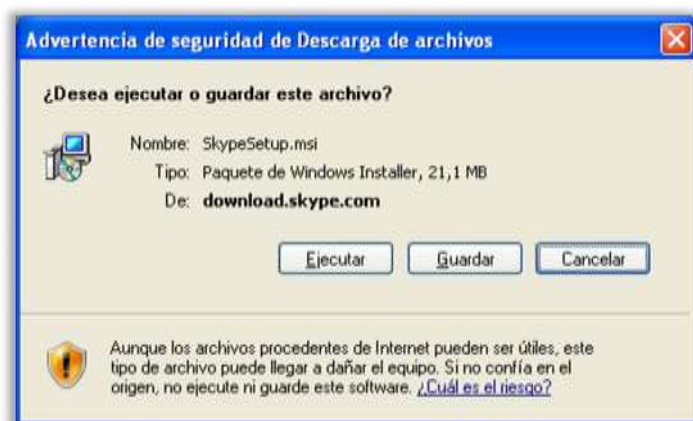 Advertencia de seguridad de Descarga de archivos
¿Desea ejecutar o guardar este archivo?
Nombre: SkypeSetup.msi
Tipo: Paquete de Windows Installer, 21,1 MB
De: download.skype.com
Ejecutar Guardar Cancelar
Aunque los archivos procedentes de Internet pueden ser útiles, este
tipo de archivo puede llegar a dañar el equipo. Si no confía en el
origen, no ejecute ni guarde este software. ¿Cuál es el riesgo?